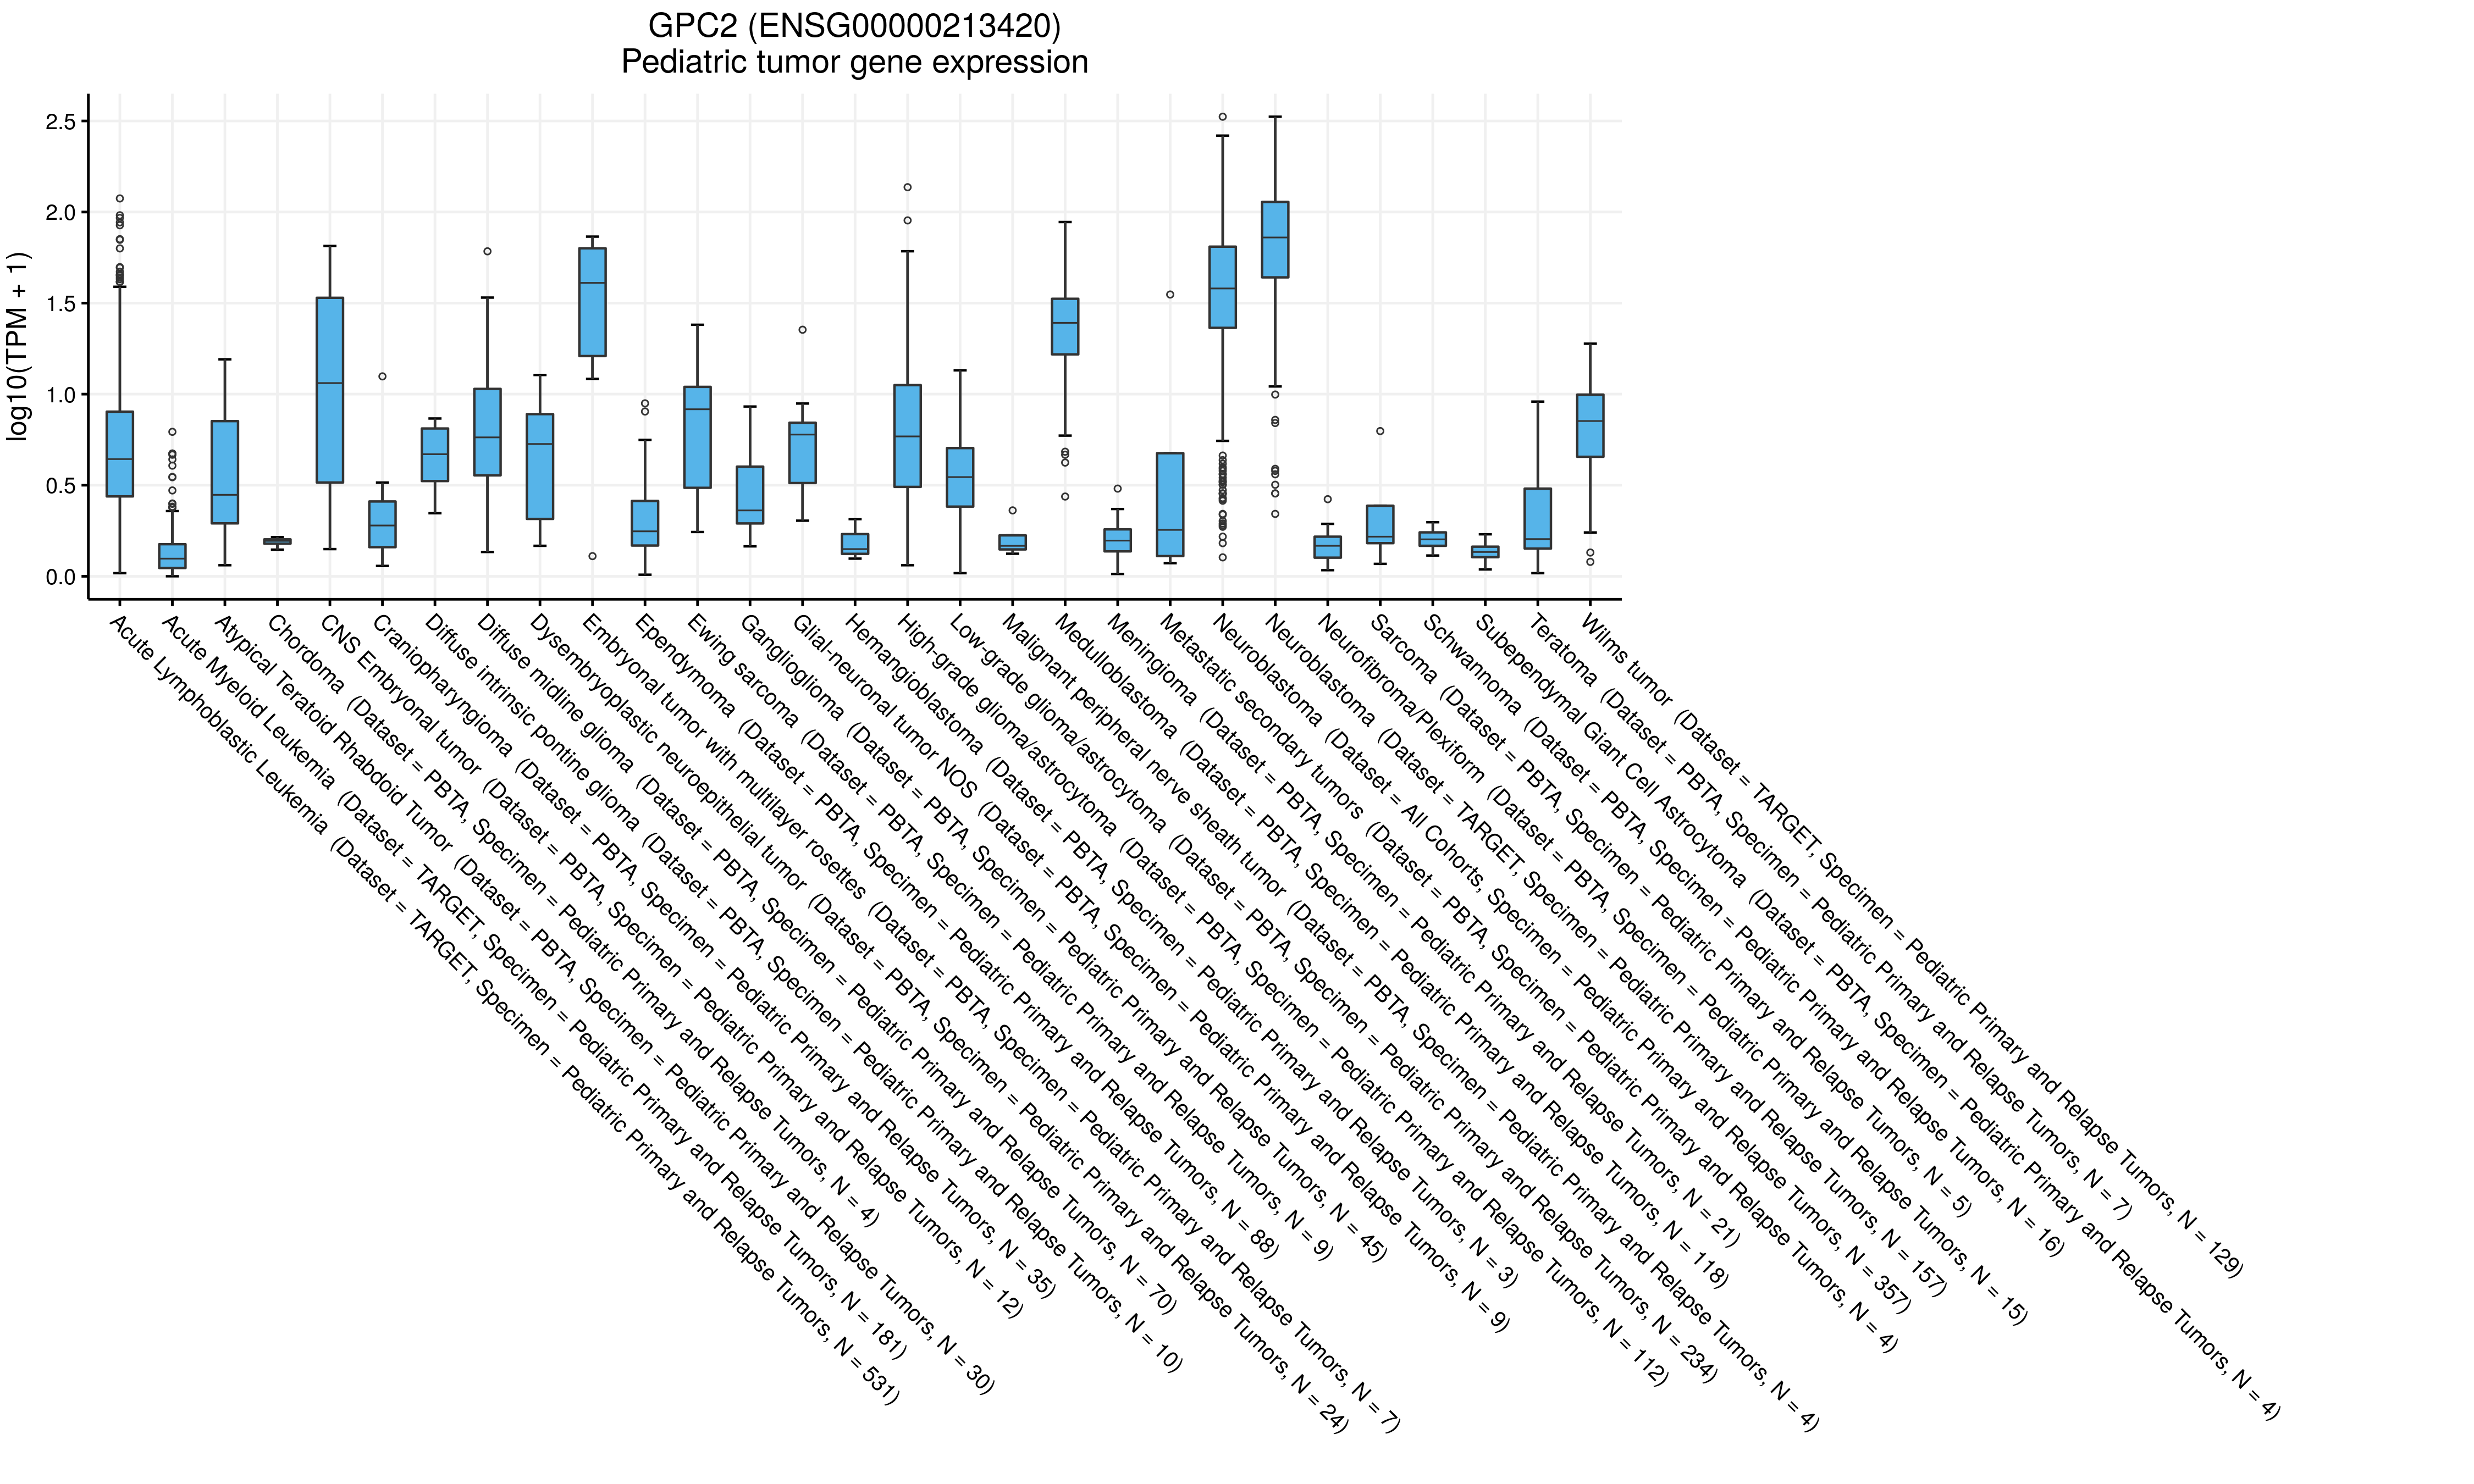 GPC2 (ENSG00000213420)
Pediatric tumor gene expression
log10(TPM + 1)
2.5
2.0
1.5
1.0
0.5
0.0
Acute Lymphoblastic Leukemia (Dataset = TARGET, Specimen = Pediatric Primary and Relapse Tumors, N = 531)
Acute Myeloid Leukemia (Dataset = TARGET, Specimen = Pediatric Primary and Relapse Tumors, N = 181)
Atypical Teratoid Rhabdoid Tumor (Dataset = PBTA, Specimen = Pediatric Primary and Relapse Tumors, N = 30)
Chordoma (Dataset = PBTA, Specimen = Pediatric Primary and Relapse Tumors, N = 4)
CNS Embryonal tumor (Dataset = PBTA, Specimen = Pediatric Primary and Relapse Tumors, N = 12)
Craniopharyngioma (Dataset = PBTA, Specimen = Pediatric Primary and Relapse Tumors, N = 35)
Diffuse intrinsic pontine glioma (Dataset = PBTA, Specimen = Pediatric Primary and Relapse Tumors, N = 10)
Diffuse midline glioma (Dataset = PBTA, Specimen = Pediatric Primary and Relapse Tumors, N = 70)
Dysembryoplastic neuroepithelial tumor (Dataset = PBTA, Specimen = Pediatric Primary and Relapse Tumors, N = 24)
Embryonal tumor with multilayer rosettes (Dataset = PBTA, Specimen = Pediatric Primary and Relapse Tumors, N = 7)
Ependymoma (Dataset = PBTA, Specimen = Pediatric Primary and Relapse Tumors, N = 88)
Ewing sarcoma (Dataset = PBTA, Specimen = Pediatric Primary and Relapse Tumors, N = 9)
Ganglioglioma (Dataset = PBTA, Specimen = Pediatric Primary and Relapse Tumors, N = 45)
Glial-neuronal tumor NOS (Dataset = PBTA, Specimen = Pediatric Primary and Relapse Tumors, N = 9)
Hemangioblastoma (Dataset = PBTA, Specimen = Pediatric Primary and Relapse Tumors, N = 3)
High-grade glioma/astrocytoma (Dataset = PBTA, Specimen = Pediatric Primary and Relapse Tumors, N = 112)
Low-grade glioma/astrocytoma (Dataset = PBTA, Specimen = Pediatric Primary and Relapse Tumors, N = 234)
Malignant peripheral nerve sheath tumor (Dataset = PBTA, Specimen = Pediatric Primary and Relapse Tumors, N = 4)
Medulloblastoma (Dataset = PBTA, Specimen = Pediatric Primary and Relapse Tumors, N = 118)
Meningioma (Dataset = PBTA, Specimen = Pediatric Primary and Relapse Tumors, N = 21)
Metastatic secondary tumors (Dataset = PBTA, Specimen = Pediatric Primary and Relapse Tumors, N = 4)
Neuroblastoma (Dataset = All Cohorts, Specimen = Pediatric Primary and Relapse Tumors, N = 357)
Neuroblastoma (Dataset = TARGET, Specimen = Pediatric Primary and Relapse Tumors, N = 157)
Neurofibroma/Plexiform (Dataset = PBTA, Specimen = Pediatric Primary and Relapse Tumors, N = 15)
Sarcoma (Dataset = PBTA, Specimen = Pediatric Primary and Relapse Tumors, N = 5)
Schwannoma (Dataset = PBTA, Specimen = Pediatric Primary and Relapse Tumors, N = 16)
Subependymal Giant Cell Astrocytoma (Dataset = PBTA, Specimen = Pediatric Primary and Relapse Tumors, N = 4)
Teratoma (Dataset = PBTA, Specimen = Pediatric Primary and Relapse Tumors, N = 7)
Wilms tumor (Dataset = TARGET, Specimen = Pediatric Primary and Relapse Tumors, N = 129)